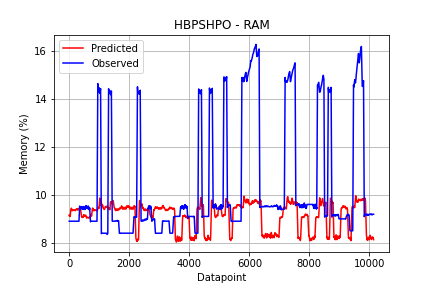 HBPSHPO - RAM
Predicted
Observed
Memory (%)
16
14
12
10
8
0
2000
4000
6000
8000
10000
Datapoint